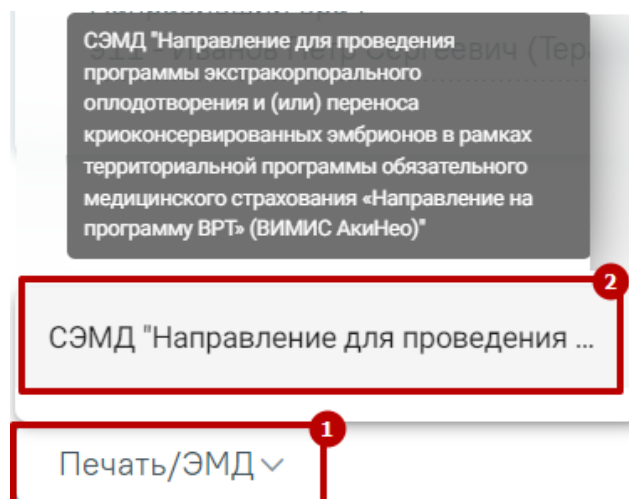 СЭМД "Направление для проведения
программы экстракорпорального
оплодотворения и (или) переноса
криоконсервированных эмбрионов в рамках
территориальной программы обязательного
медицинского страхования «Направление на
программу ВРТ» (ВИМИС АкиНео)"
2
СЭМД "Направление для проведения ...
1
Печать/ЭМД